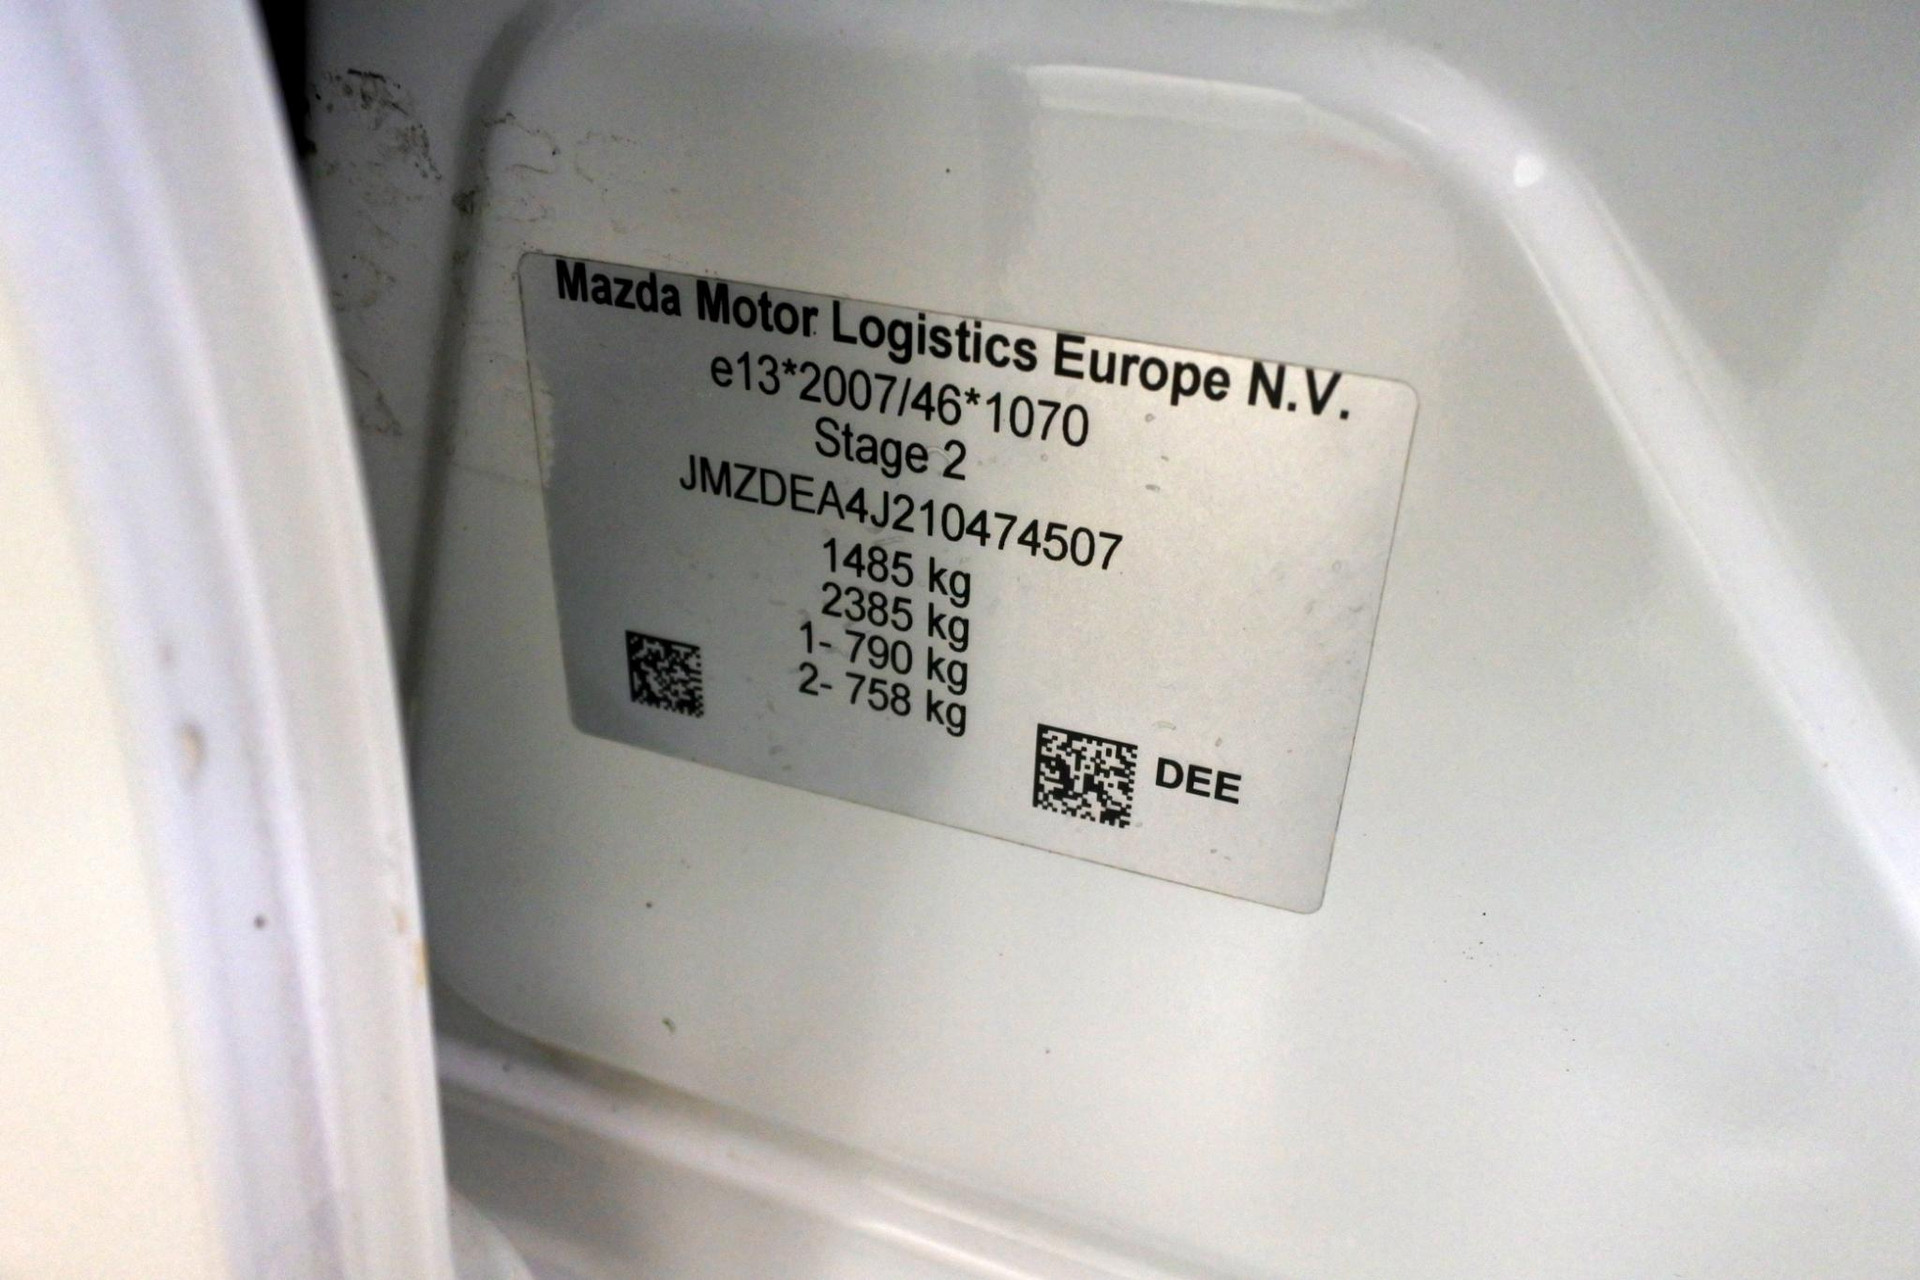 Mazda Motor Logistics Europe N.V.
e13*2007/46*1070
Stage 2
JMZDEA4J210474507
1485 kg
2385 kg
1- 790 kg
2- 758 kg
DEE